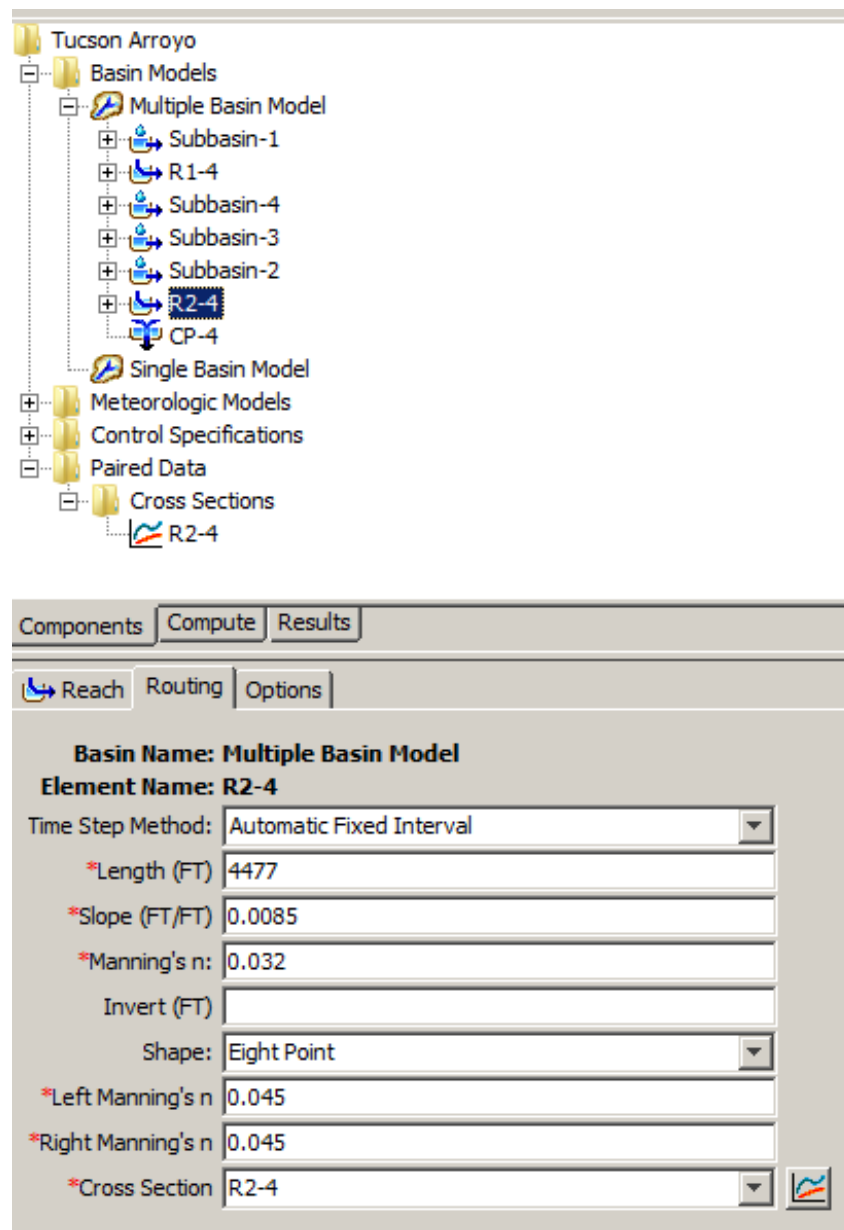 Tucson Arroyo
Basin Models
Multiple Basin Model
Subbasin-1
R1-4
Subbasin-4
Subbasin-3
Subbasin-2
R2-4
CP-4
Single Basin Model
Meteorologic Models
Control Specifications
Paired Data
Cross Sections
R2-4
Components Compute Results
Reach Routing Options
Basin Name: Multiple Basin Model
Element Name: R2-4
Time Step Method: Automatic Fixed Interval
*Length (FT) 4477
*Slope (FT/FT) 0.0085
*Manning's n: 0.032
Invert (FT)
Shape: Eight Point
*Left Manning's n 0.045
*Right Manning's n 0.045
*Cross Section R2-4